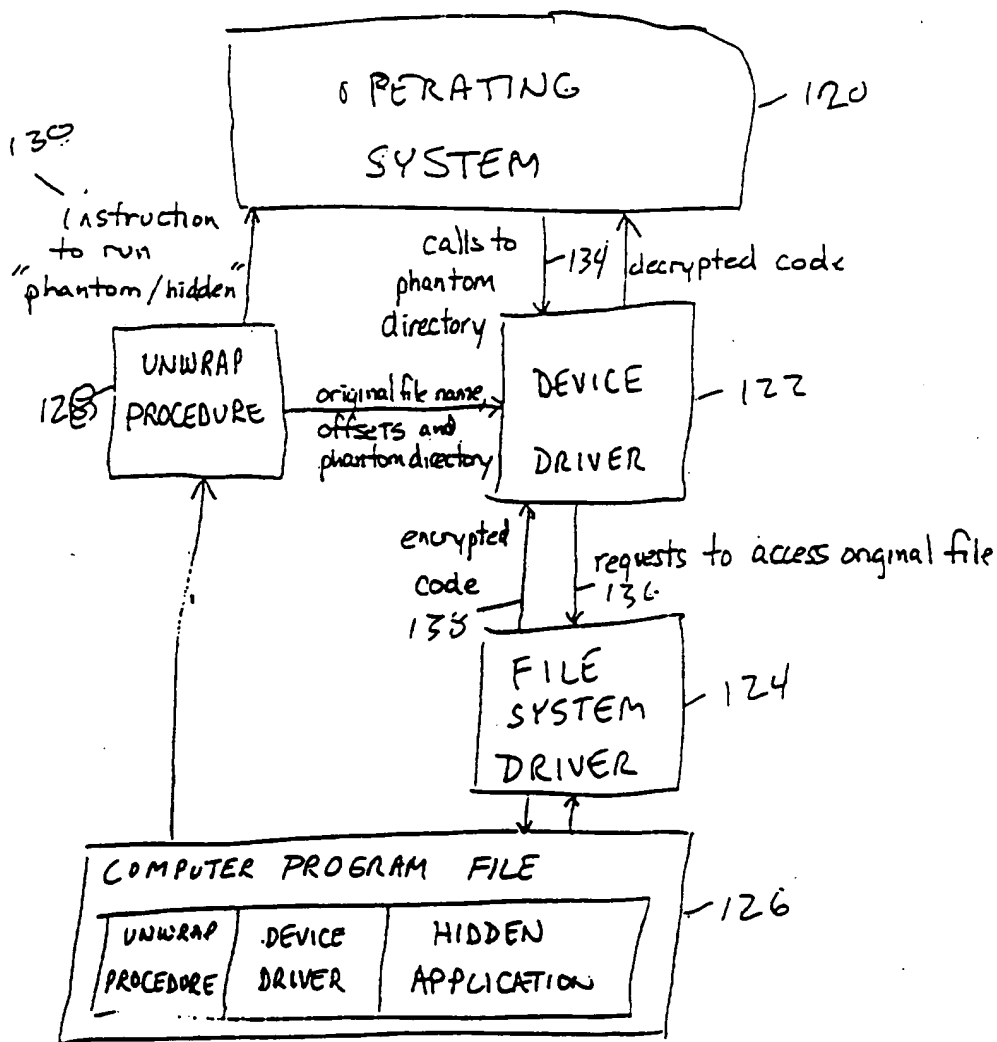 OPERATING
SYSTEM
120
130
instruction
to run
"phantom/hidden"
calls to
phantom
directory
134
decrypted code
UNWRAP
PROCEDURE
original file name,
offsets and
phantom directory
DEVICE
DRIVER
122
encrypted
code
138
requests to access original file
136
FILE
SYSTEM
DRIVER
124
COMPUTER PROGRAM FILE
126
UNWRAP
PROCEDORE
DEVICE
DRIVER
HIDDEN
APPLICATION